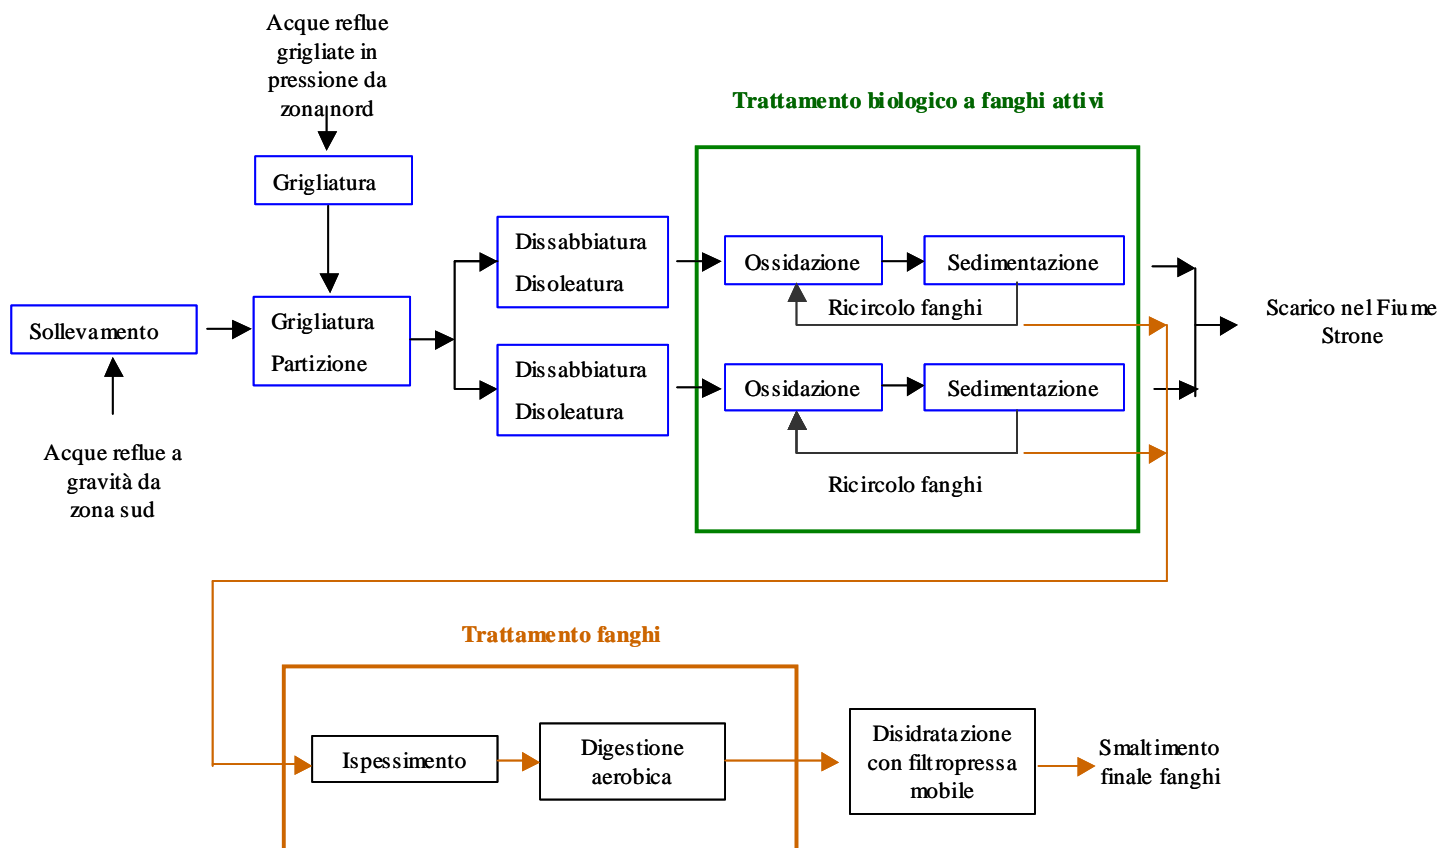 Acque reflue
grigliate in
pressione da
zona nord
Trattamento biologico a fanghi attivi
Grigliatura
Dissabbiatura
Disoleatura
Ossidazione
Sedimentazione
Ricircolo fanghi
Sollevamento
Grigliatura
Partizione
Scarico nel Fiume
Strone
Dissabbiatura
Disoleatura
Ossidazione
Sedimentazione
Ricircolo fanghi
Acque reflue a
gravità da
zona sud
Trattamento fanghi
Ispessimento
Digestione
aerobica
Disidratazione
con filtropressa
mobile
Smaltimento
finale fanghi